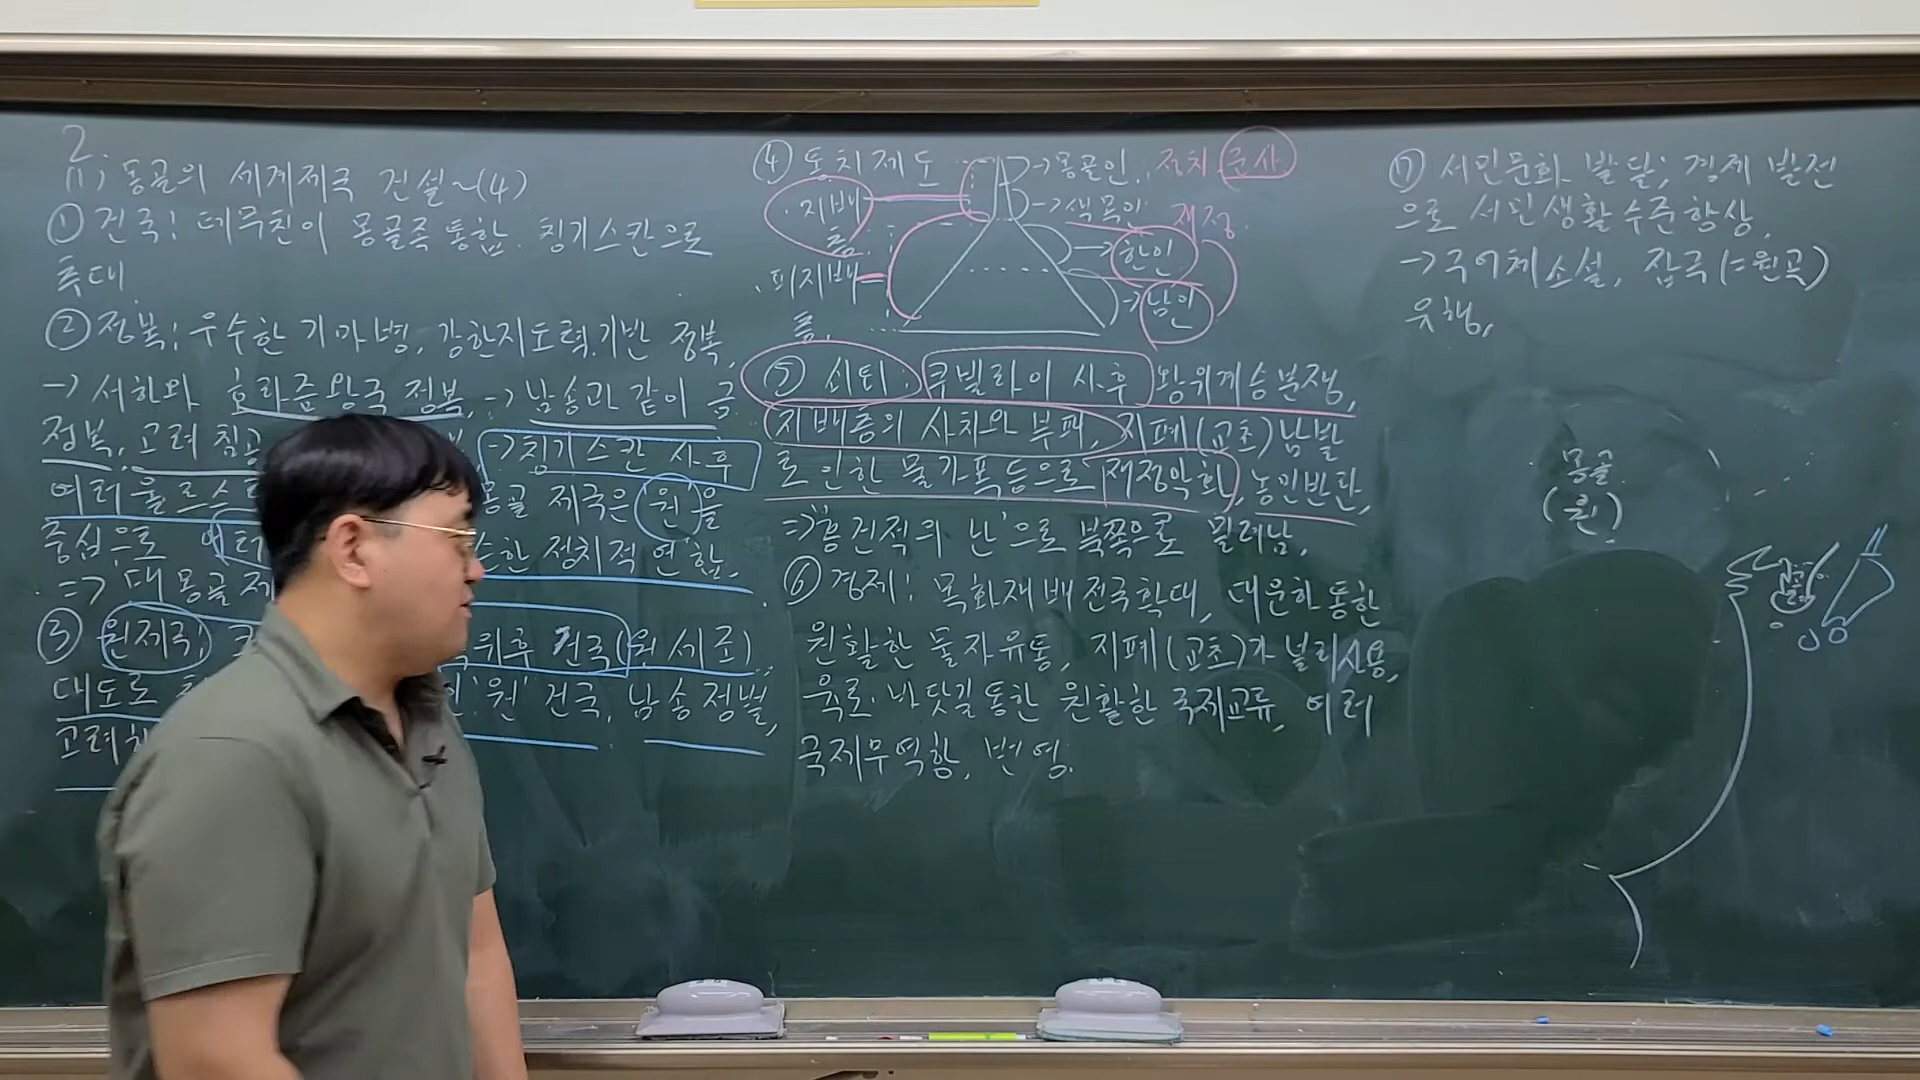 2.
(1) 몽골의 세계제국 건설~(4)
① 건국: 테무친이 몽골족 통합. 칭기스칸으로
추대.
② 정복: 우수한 기마병, 강한지도력.기반 정복,
→ 서하와 호라즘왕국 정복, → 남송과 같이 금
정복, 고려 침공 →칭기스칸 사후
여러 울루스 몽골 제국은 '원'을
중심으로 느슨한 정치적 연합.
=> '대 몽골 제
③ 원제국: 즉위후 건국(원 세조).
대도로 '원' 건국, 남송 정벌,
고려
④ 통치제도
·지배
층.
·피지배
층.
→몽골인: 정치.군사
→색목인: 재정.
→한인
→남인
⑤ 쇠퇴: 쿠빌라이 사후 왕위계승분쟁,
지배층의 사치와 부패, 지폐(교초)남발
로 인한 물가폭등으로 재정악화, 농민반란,
=>'홍건적의 난'으로 북쪽으로 밀려남,
⑥ 경제: 목화재배전국확대, 대운하 통한
원활한 물자유통, 지폐(교초)가 널리사용,
육로·바닷길 통한 원활한 국제교류, 여러
국제무역항, 번영.
⑦ 서민문화 발달; 경제 발전
으로 서민생활수준향상,
→구어체소설, 잡극(=원곡)
유행,
몽골
(원)